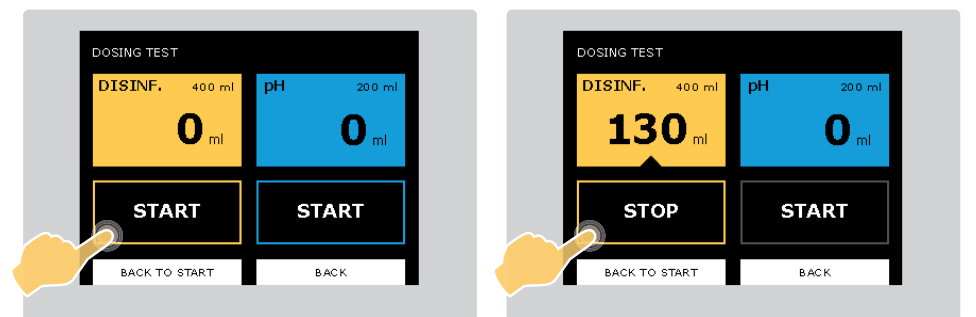 DOSING TEST
DISINF. 400 ml
0 ml
pH 200 ml
0 ml
START
START
BACK TO START
BACK
DOSING TEST
DISINF. 400 ml
130 ml
pH 200 ml
0 ml
STOP
START
BACK TO START
BACK